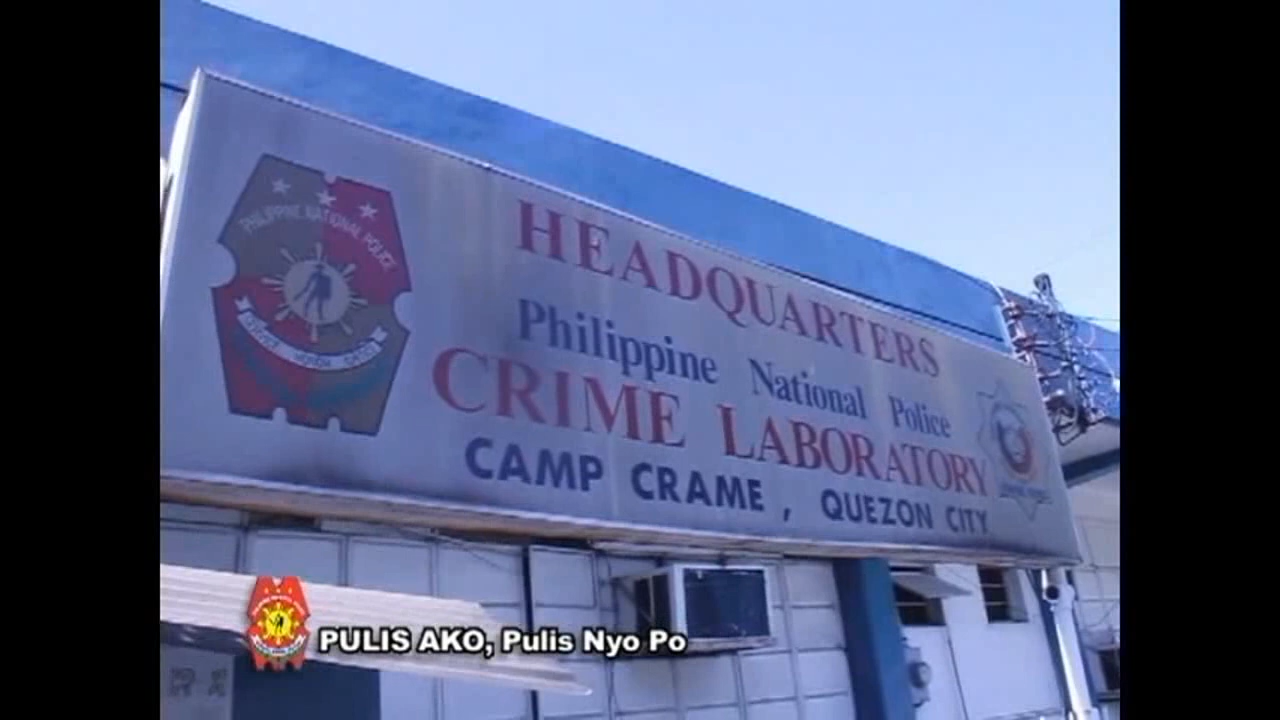 PHILIPPINE NATIONAL POLICE
HEADQUARTERS
Philippine National Police
CRIME LABORATORY
CAMP CRAME, QUEZON CITY
PULIS AKO, Pulis Nyo Po